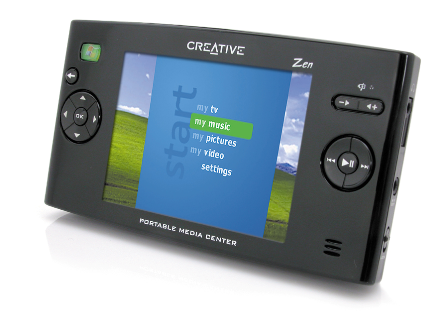 CREATIVE
Zen
start
my tv
my music
my pictures
my video
settings
OK
PORTABLE MEDIA CENTER